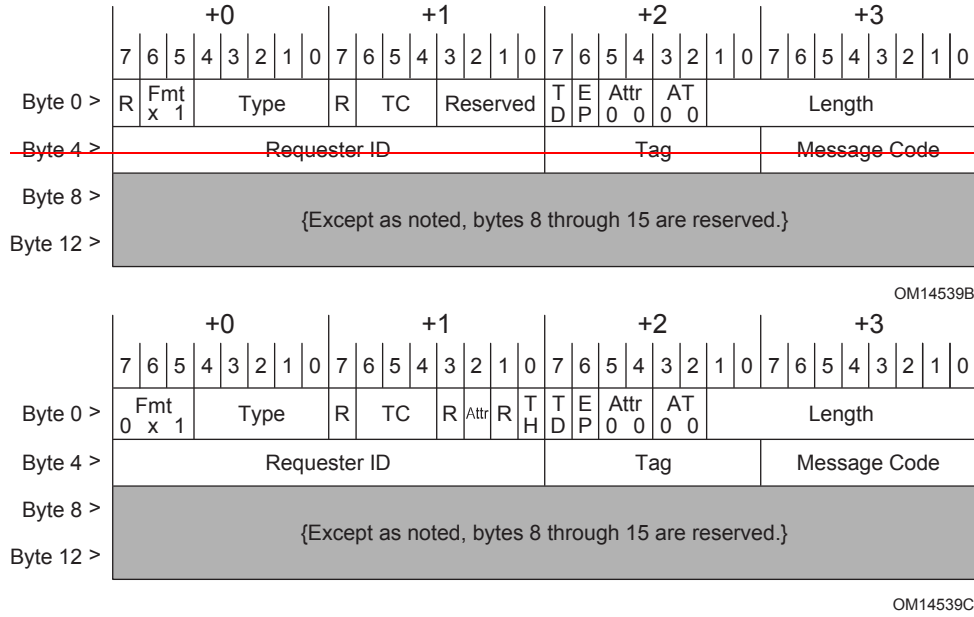 +0 +1 +2 +3
7 6 5 4 3 2 1 0 7 6 5 4 3 2 1 0 7 6 5 4 3 2 1 0 7 6 5 4 3 2 1 0
Byte 0 > R Fmt x 1 Type R TC Reserved TD EP Attr 0 0 AT 0 0 Length
Byte 4 > Requester ID Tag Message Code
Byte 8 >
{Except as noted, bytes 8 through 15 are reserved.}
Byte 12 >
OM14539B
+0 +1 +2 +3
7 6 5 4 3 2 1 0 7 6 5 4 3 2 1 0 7 6 5 4 3 2 1 0 7 6 5 4 3 2 1 0
Byte 0 > Fmt 0 x 1 Type R TC R Attr R TH TD EP Attr 0 0 AT 0 0 Length
Byte 4 > Requester ID Tag Message Code
Byte 8 >
{Except as noted, bytes 8 through 15 are reserved.}
Byte 12 >
OM14539C